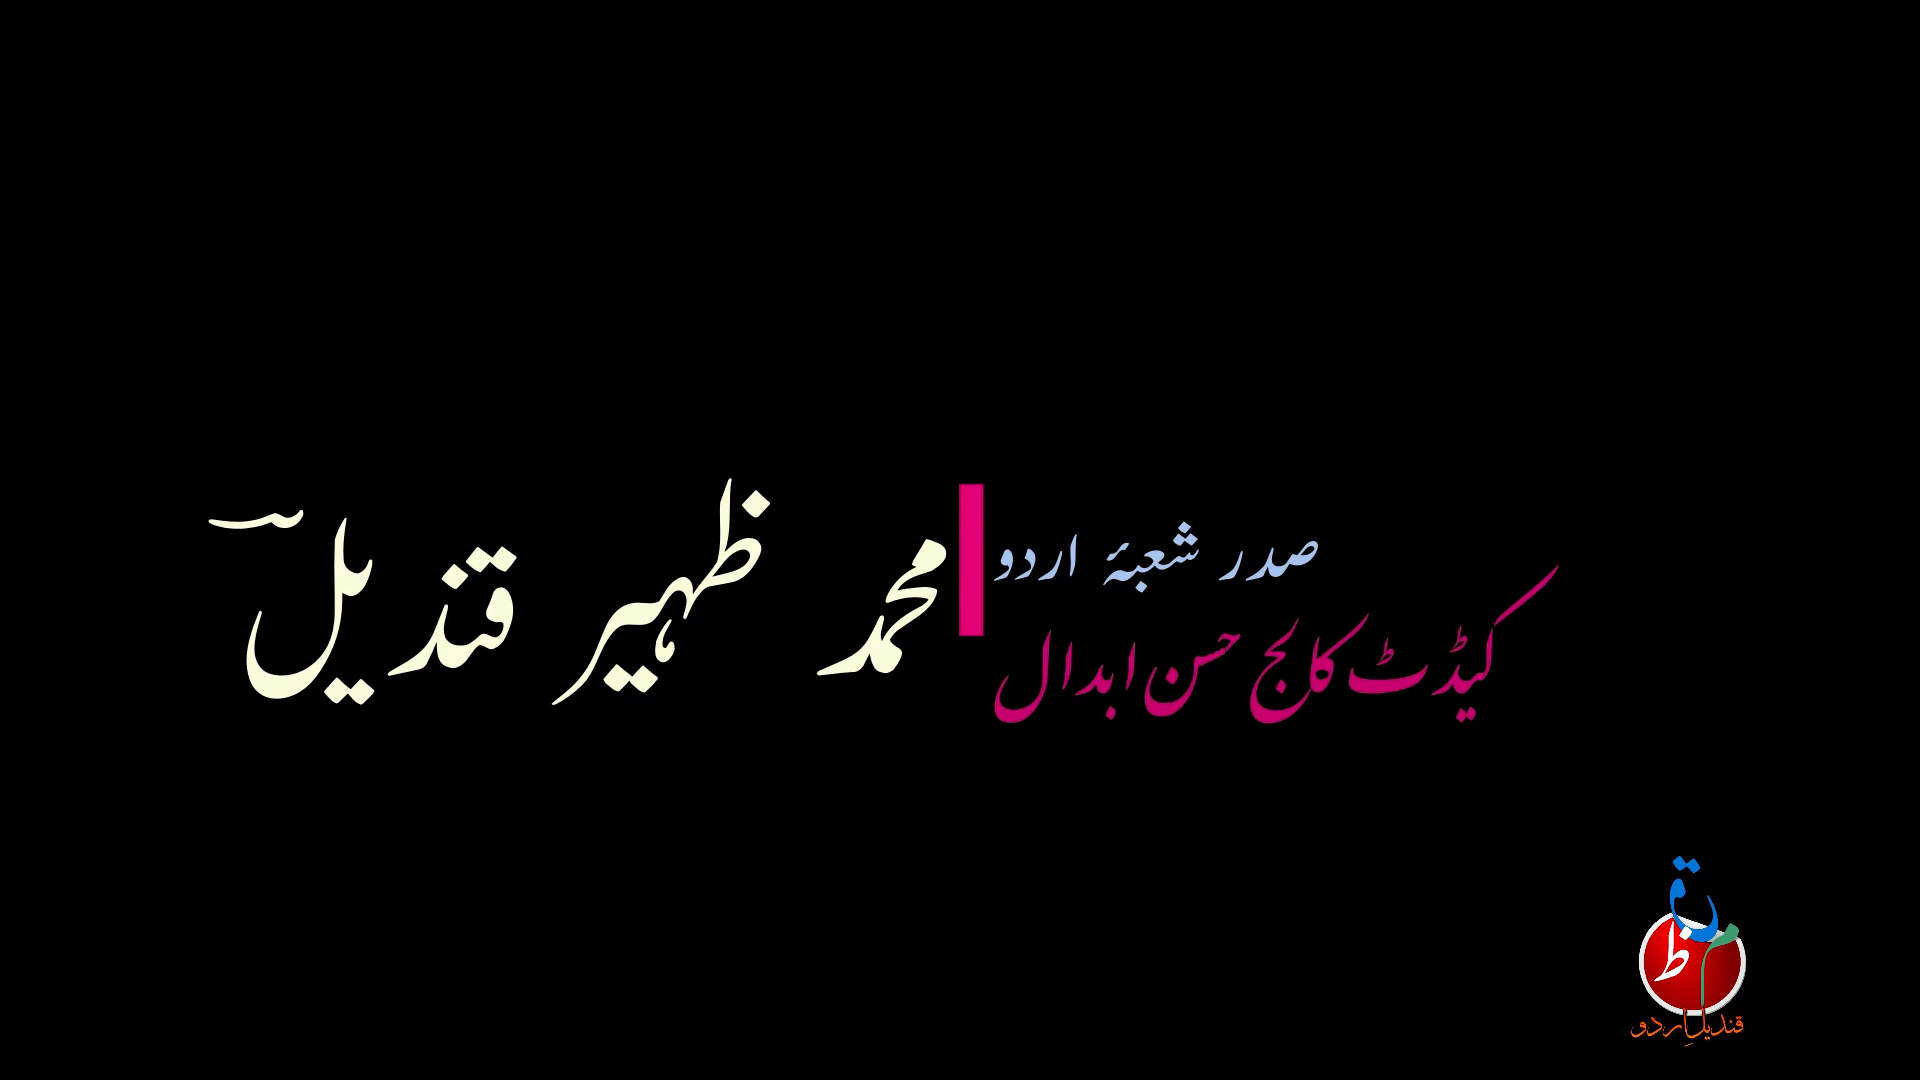 محمد ظہیر قندیلؔ
صدر شعبۂ اردو
کیڈٹ کالج حسن ابدال
ق
ظ م
قندیلِ اردو